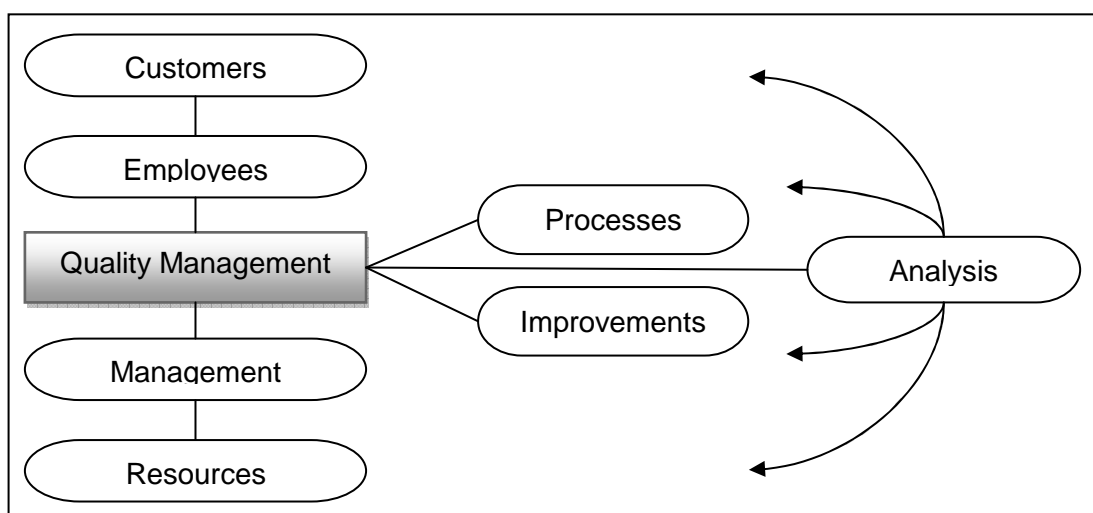 Customers
Employees
Quality Management
Management
Resources
Processes
Improvements
Analysis